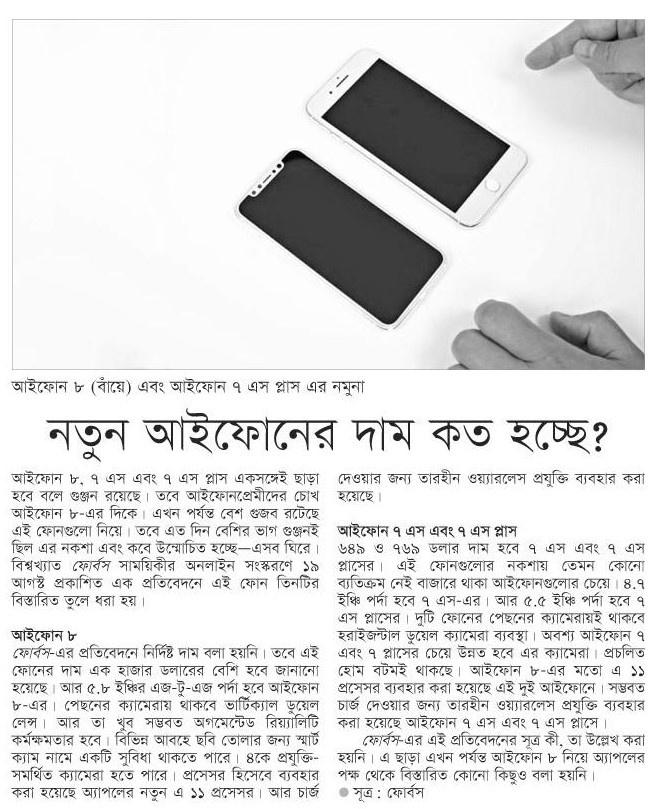 আইফোন ৮ (বাঁয়ে) এবং আইফোন ৭ এস প্লাস এর নমুনা
নতুন আইফোনের দাম কত হচ্ছে?
আইফোন ৮, ৭ এস এবং ৭ এস প্লাস একসঙ্গেই ছাড়া
হবে বলে গুঞ্জন রয়েছে। তবে আইফোনপ্রেমীদের চোখ
আইফোন ৮-এর দিকে। এখন পর্যন্ত বেশ গুজব রটেছে
এই ফোনগুলো নিয়ে। তবে এত দিন বেশির ভাগ গুঞ্জনই
ছিল এর নকশা এবং কবে উন্মোচিত হচ্ছে—এসব ঘিরে।
বিশ্বখ্যাত ফোর্বস সাময়িকীর অনলাইন সংস্করণে ১৯
আগস্ট প্রকাশিত এক প্রতিবেদনে এই ফোন তিনটির
বিস্তারিত তুলে ধরা হয়।
আইফোন ৮
ফোর্বস-এর প্রতিবেদনে নির্দিষ্ট দাম বলা হয়নি। তবে এই
ফোনের দাম এক হাজার ডলারের বেশি হবে জানানো
হয়েছে। আর ৫.৮ ইঞ্চির এজ-টু-এজ পর্দা হবে আইফোন
৮-এর। পেছনের ক্যামেরায় থাকবে ভার্টিক্যাল ডুয়েল
লেন্স। আর তা খুব সম্ভবত অগমেন্টেড রিয়্যালিটি
কর্মক্ষমতার হবে। বিভিন্ন আবহে ছবি তোলার জন্য স্মার্ট
ক্যাম নামে একটি সুবিধা থাকতে পারে। ৪কে প্রযুক্তি-
সমর্থিত ক্যামেরা হতে পারে। প্রসেসর হিসেবে ব্যবহার
করা হয়েছে অ্যাপলের নতুন এ ১১ প্রসেসর। আর চার্জ
দেওয়ার জন্য তারহীন ওয়্যারলেস প্রযুক্তি ব্যবহার করা
হয়েছে।
আইফোন ৭ এস এবং ৭ এস প্লাস
৬৪৯ ও ৭৬৯ ডলার দাম হবে ৭ এস এবং ৭ এস
প্লাসের। এই ফোনগুলোর নকশায় তেমন কোনো
ব্যতিক্রম নেই বাজারে থাকা আইফোনগুলোর চেয়ে। ৪.৭
ইঞ্চি পর্দা হবে ৭ এস-এর। আর ৫.৫ ইঞ্চি পর্দা হবে ৭
এস প্লাসের। দুটি ফোনের পেছনের ক্যামেরায়ই থাকবে
হরাইজন্টাল ডুয়েল ক্যামেরা ব্যবস্থা। অবশ্য আইফোন ৭
এবং ৭ প্লাসের চেয়ে উন্নত হবে এর ক্যামেরা। প্রচলিত
হোম বটমই থাকছে। আইফোন ৮-এর মতো এ ১১
প্রসেসর ব্যবহার করা হয়েছে এই দুই আইফোনে। সম্ভবত
চার্জ দেওয়ার জন্য তারহীন ওয়্যারলেস প্রযুক্তি ব্যবহার
করা হয়েছে আইফোন ৭ এস এবং ৭ এস প্লাসে।
ফোর্বস-এর এই প্রতিবেদনের সূত্র কী, তা উল্লেখ করা
হয়নি। এ ছাড়া এখন পর্যন্ত আইফোন ৮ নিয়ে অ্যাপলের
পক্ষ থেকে বিস্তারিত কোনো কিছুও বলা হয়নি।
● সূত্র : ফোর্বস